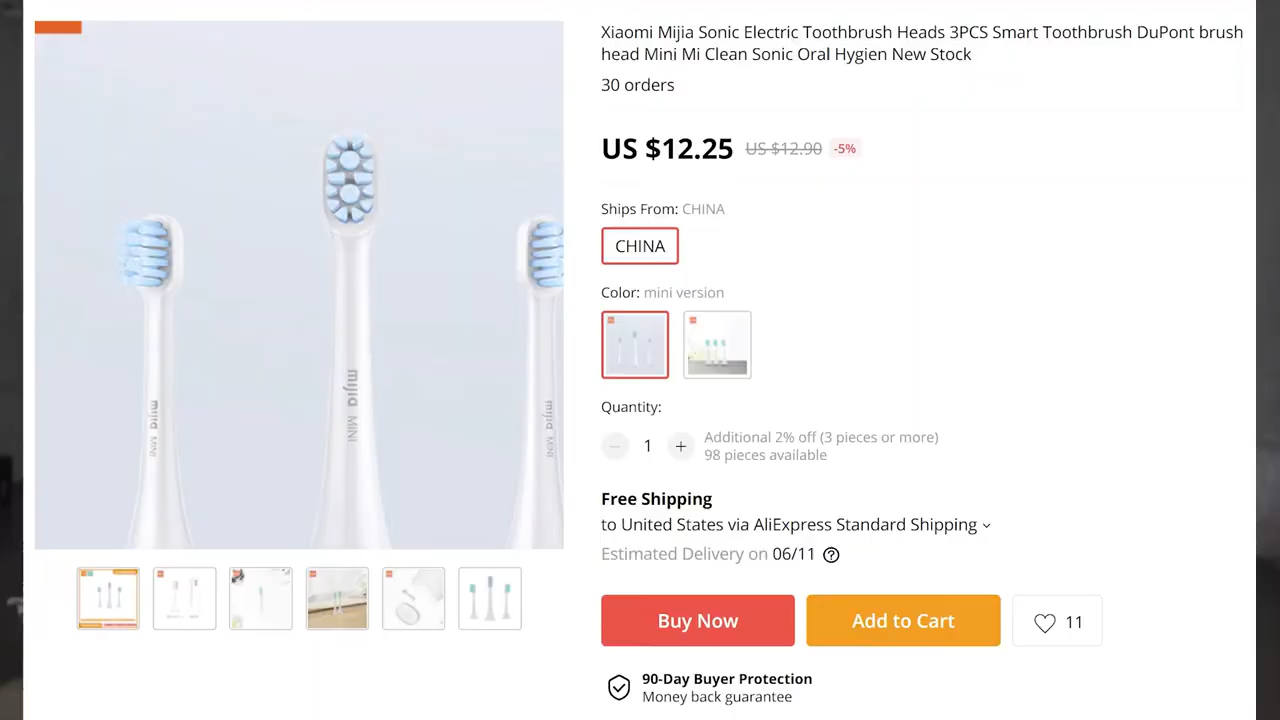 Xiaomi Mijia Sonic Electric Toothbrush Heads 3PCS Smart Toothbrush DuPont brush
head Mini Mi Clean Sonic Oral Hygien New Stock
30 orders
US $12.25 US $12.90 -5%
Ships From: CHINA
CHINA
Color: mini version
Quantity:
1
Additional 2% off (3 pieces or more)
98 pieces available
Free Shipping
to United States via AliExpress Standard Shipping
Estimated Delivery on 06/11
Buy Now
Add to Cart
11
90-Day Buyer Protection
Money back guarantee
mijia MINI
mijia MINI
mijia MINI